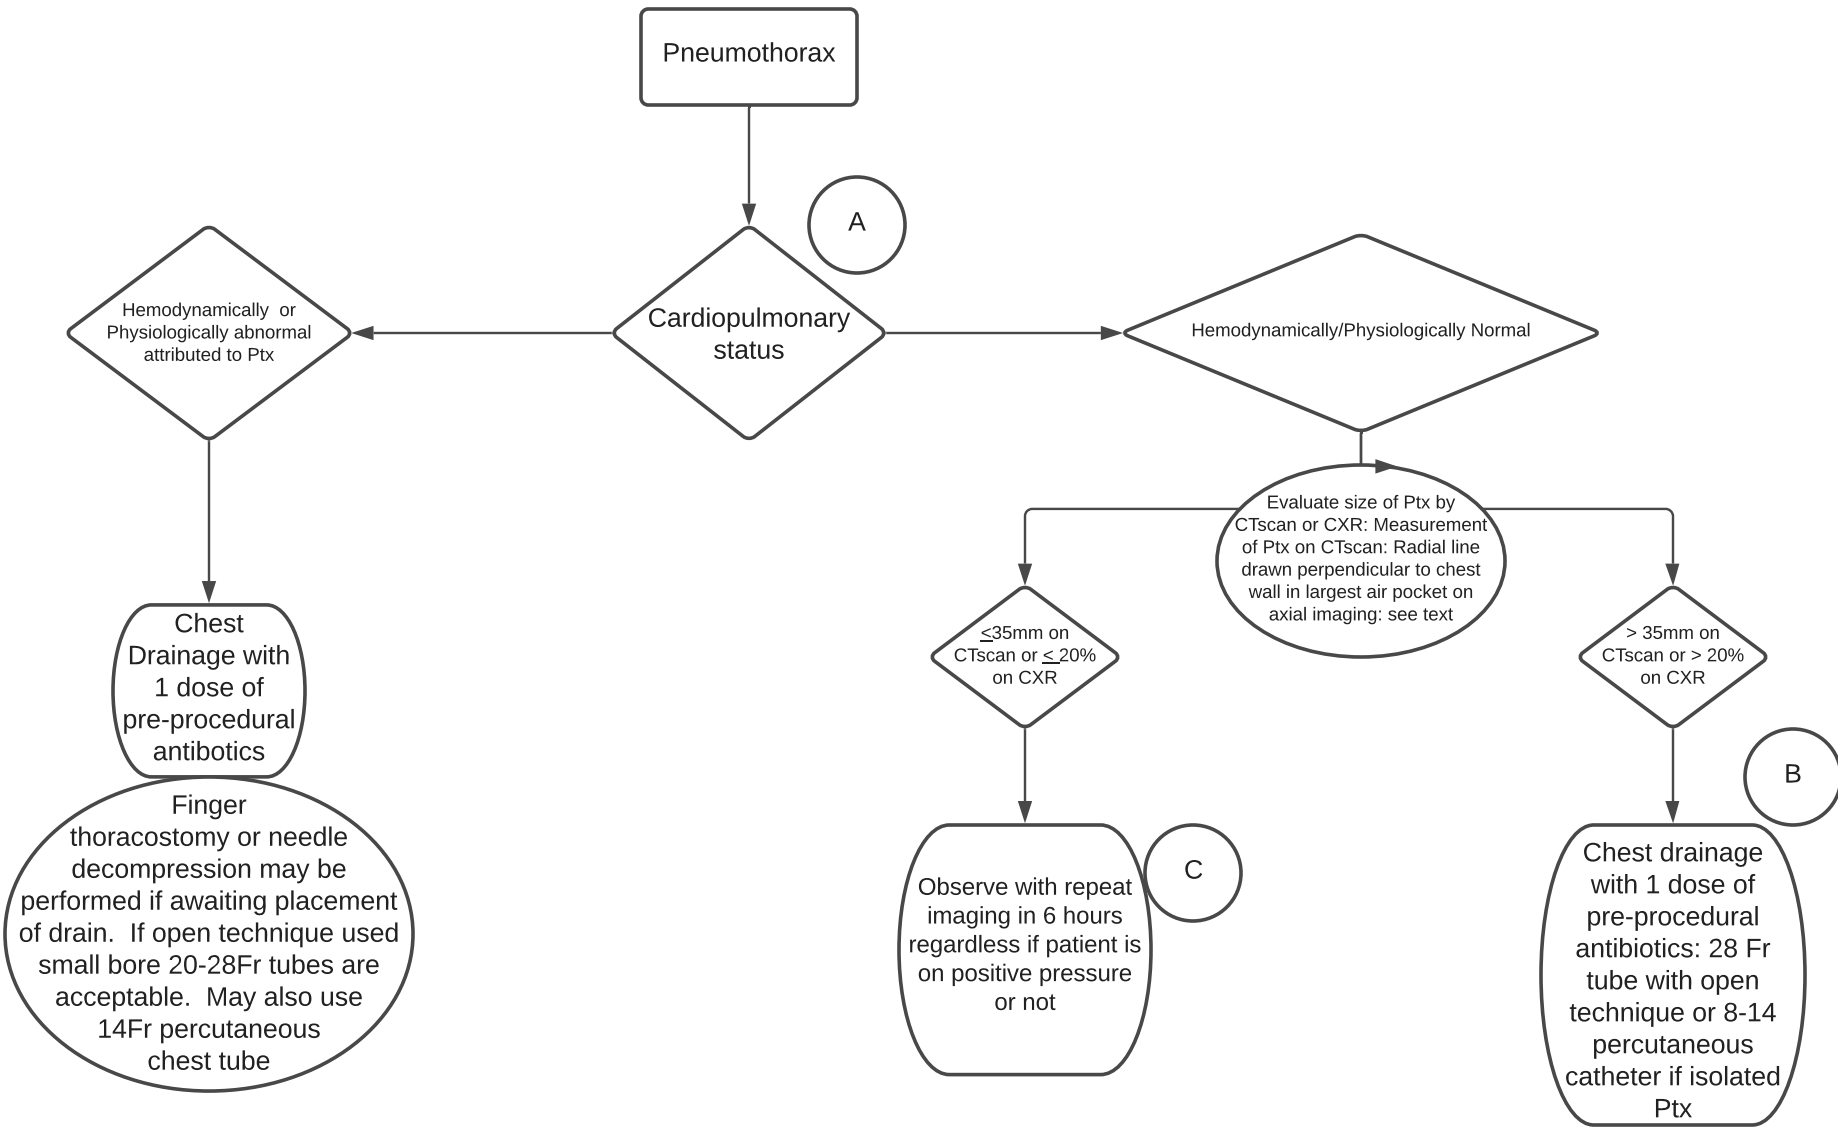 Pneumothorax
A
Cardiopulmonary
status
Hemodynamically  or
Physiologically abnormal
attributed to Ptx
Hemodynamically/Physiologically Normal
Evaluate size of Ptx by
CTscan or CXR: Measurement
of Ptx on CTscan: Radial line
drawn perpendicular to chest
wall in largest air pocket on
axial imaging: see text
Chest
Drainage with
1 dose of
pre-procedural
antibotics
Finger
thoracostomy or needle
decompression may be
performed if awaiting placement
of drain.  If open technique used
small bore 20-28Fr tubes are
acceptable.  May also use
14Fr percutaneous
chest tube
<35mm on
CTscan or < 20%
on CXR
> 35mm on
CTscan or > 20%
on CXR
C
Observe with repeat
imaging in 6 hours
regardless if patient is
on positive pressure
or not
B
Chest drainage
with 1 dose of
pre-procedural
antibiotics: 28 Fr
tube with open
technique or 8-14
percutaneous
catheter if isolated
Ptx